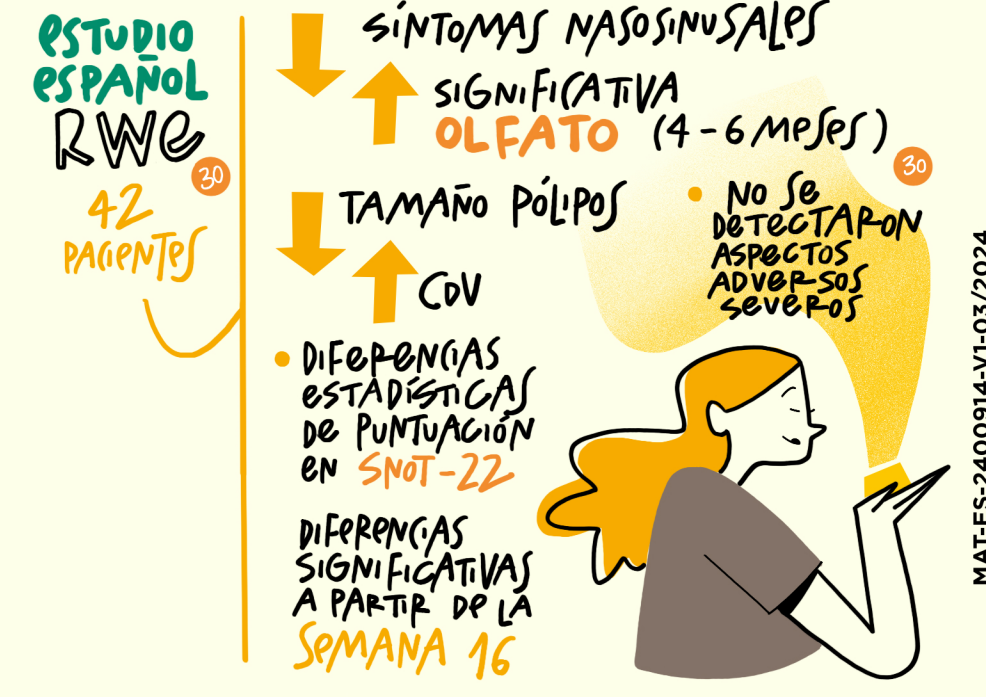 ESTUDIO
ESPAÑOL
RWE
30
42
PACIENTES
SÍNTOMAS NASOSINUSALES
SIGNIFICATIVA
OLFATO (4-6 MESES)
30
TAMAÑO PÓLIPOS
CDV
• DIFERENCIAS
ESTADÍSTICAS
DE PUNTUACIÓN
EN SNOT-22
DIFERENCIAS
SIGNIFICATIVAS
A PARTIR DE LA
SEMANA 16
• NO SE
DETECTARON
ASPECTOS
ADVERSOS
SEVEROS
MAT-ES-2400914-V1-03/2024